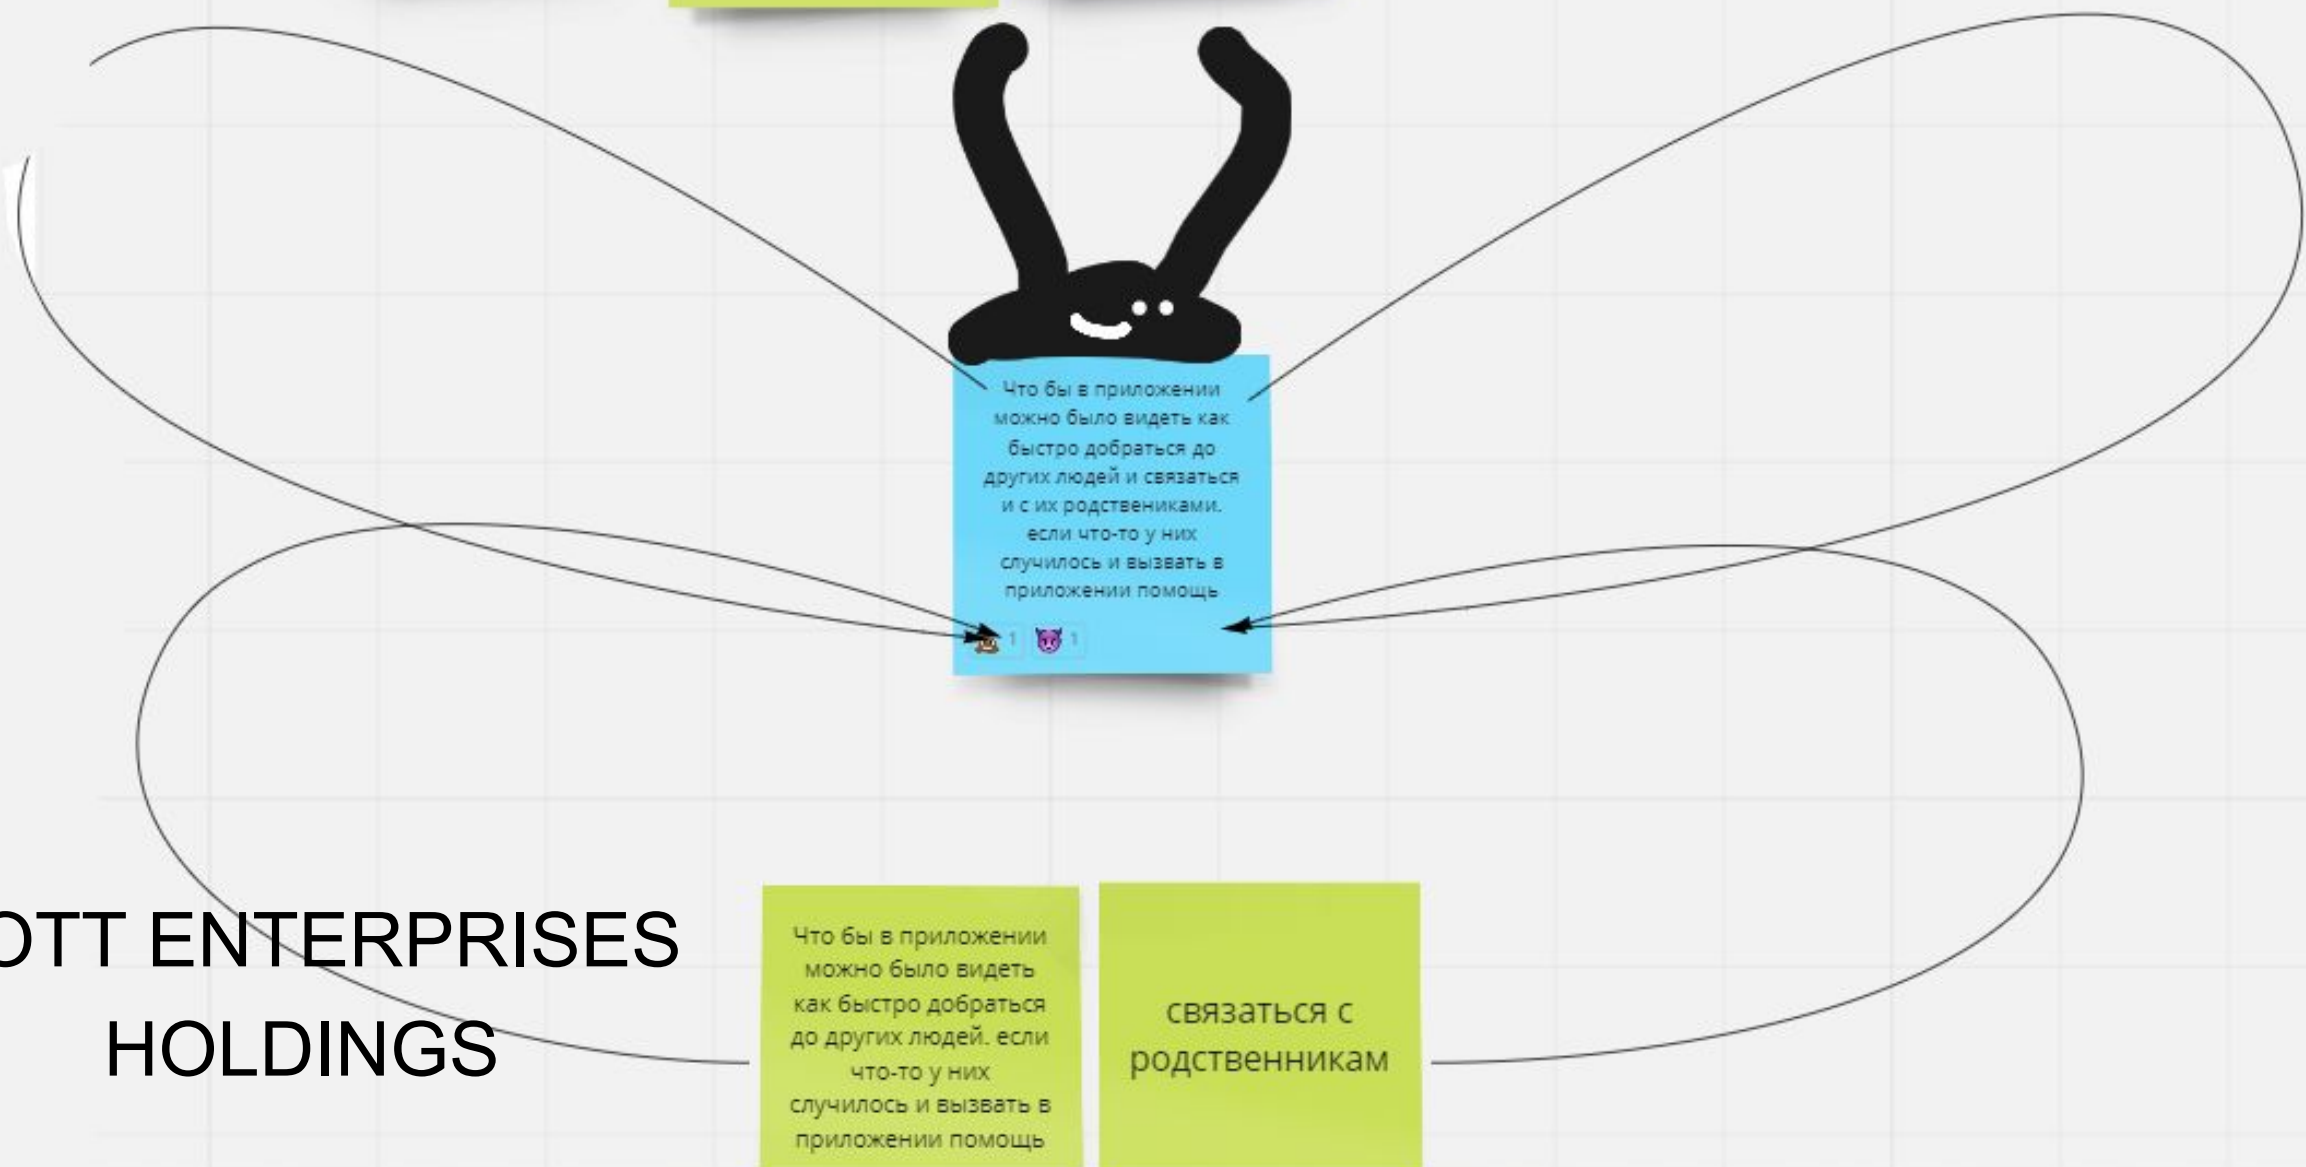 Что бы в приложении
можно было видеть как
быстро добраться до
других людей и связаться
и с их родствениками.
если что-то у них
случилось и вызвать в
приложении помощь
1 1
OTT ENTERPRISES
HOLDINGS
Что бы в приложении
можно было видеть
как быстро добраться
до других людей. если
что-то у них
случилось и вызвать в
приложении помощь
связаться с
родственникам